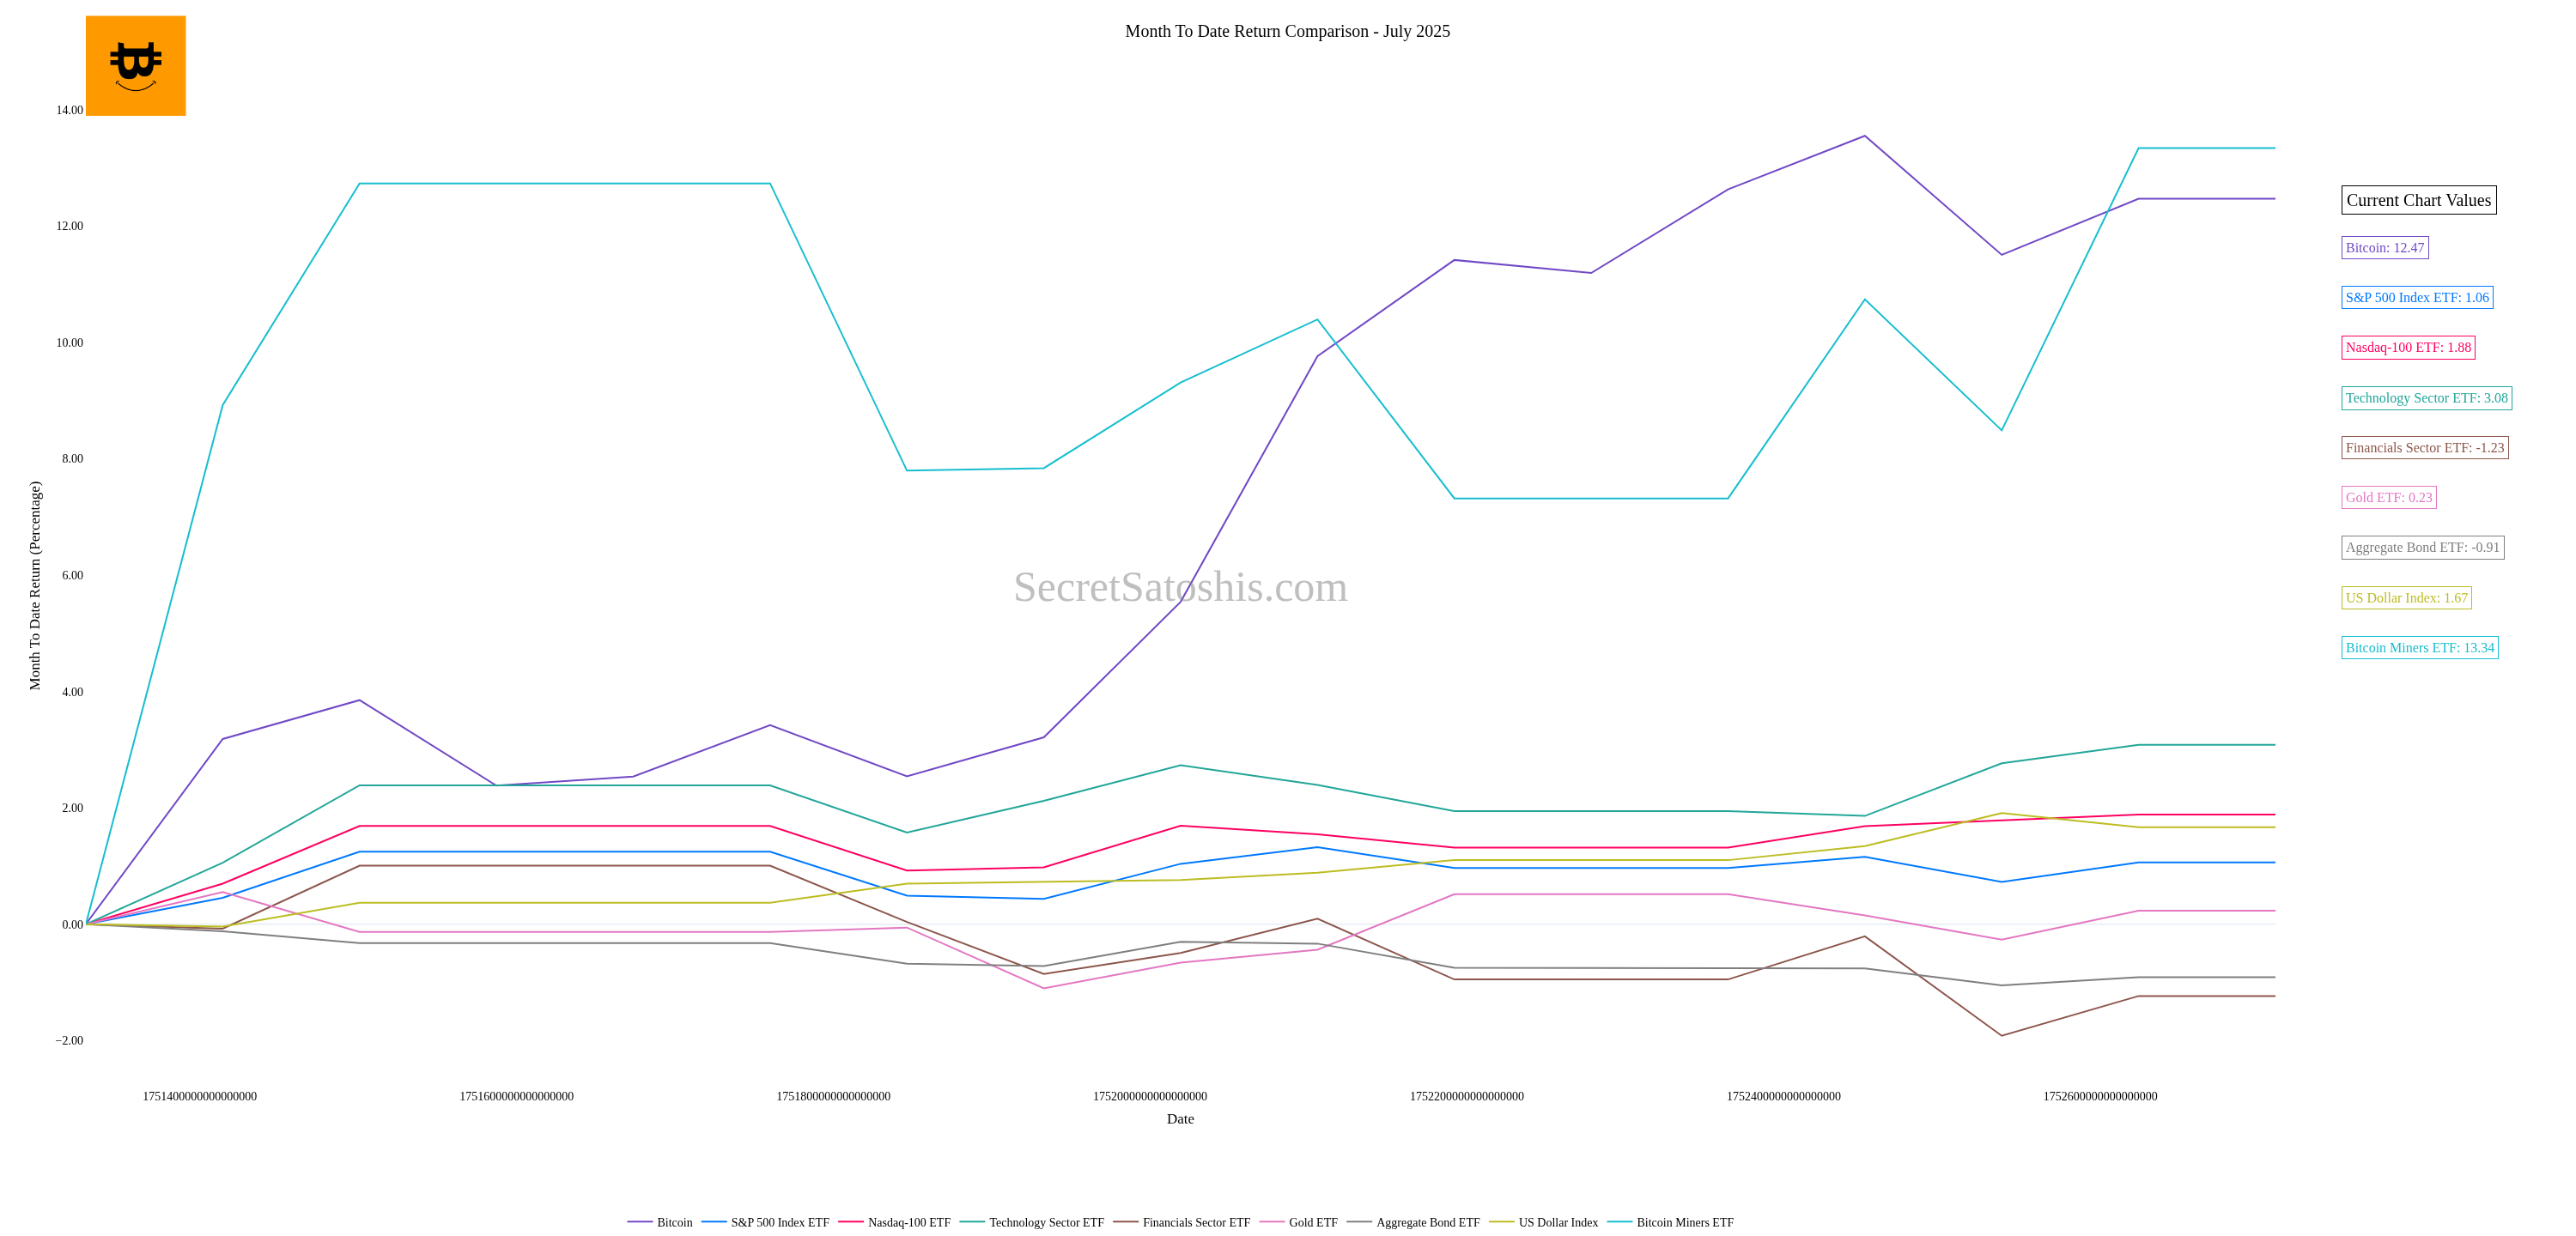 Month To Date Return Comparison - July 2025
14.00
12.00
10.00
8.00
6.00
4.00
2.00
0.00
−2.00
Month To Date Return (Percentage)
SecretSatoshis.com
Current Chart Values
Bitcoin: 12.47
S&P 500 Index ETF: 1.06
Nasdaq-100 ETF: 1.88
Technology Sector ETF: 3.08
Financials Sector ETF: -1.23
Gold ETF: 0.23
Aggregate Bond ETF: -0.91
US Dollar Index: 1.67
Bitcoin Miners ETF: 13.34
1751400000000000000 1751600000000000000 1751800000000000000 1752000000000000000 1752200000000000000 1752400000000000000 1752600000000000000
Date
Bitcoin S&P 500 Index ETF Nasdaq-100 ETF Technology Sector ETF Financials Sector ETF Gold ETF Aggregate Bond ETF US Dollar Index Bitcoin Miners ETF